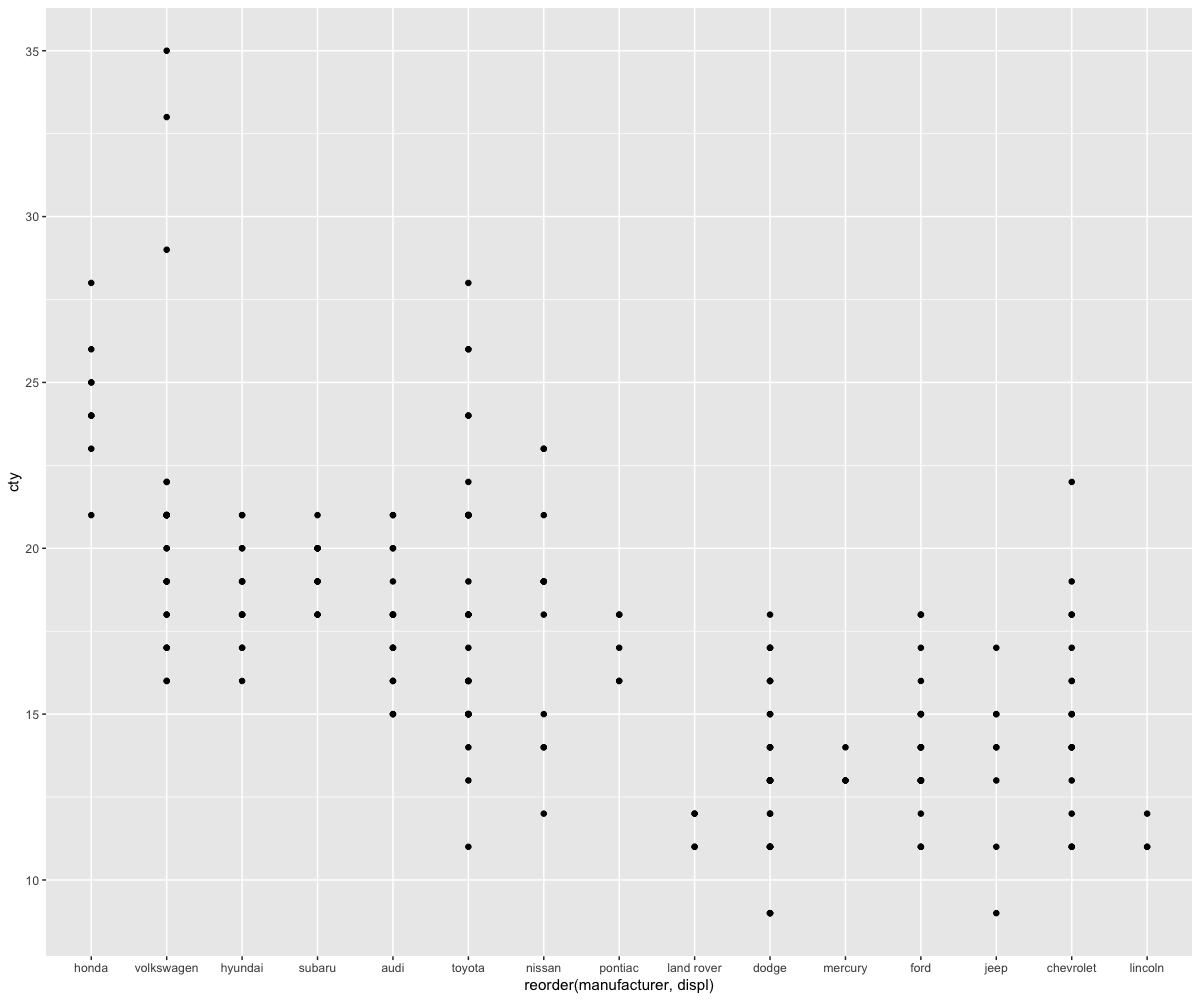 35
30
25
20
15
10
cty
honda volkswagen hyundai subaru audi toyota nissan pontiac land rover dodge mercury ford jeep chevrolet lincoln
reorder(manufacturer, displ)